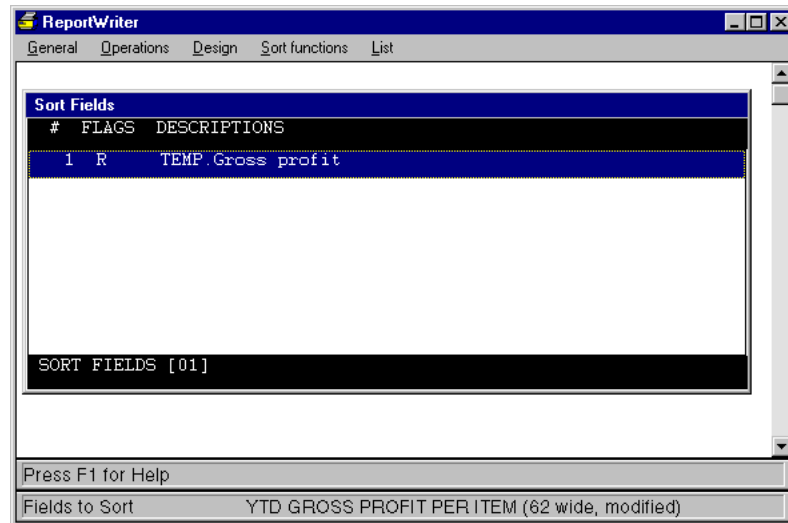 ReportWriter
General Operations Design Sort functions List
Sort Fields
# FLAGS DESCRIPTIONS
1 R TEMP.Gross profit
SORT FIELDS [01]
Press F1 for Help
Fields to Sort YTD GROSS PROFIT PER ITEM (62 wide, modified)